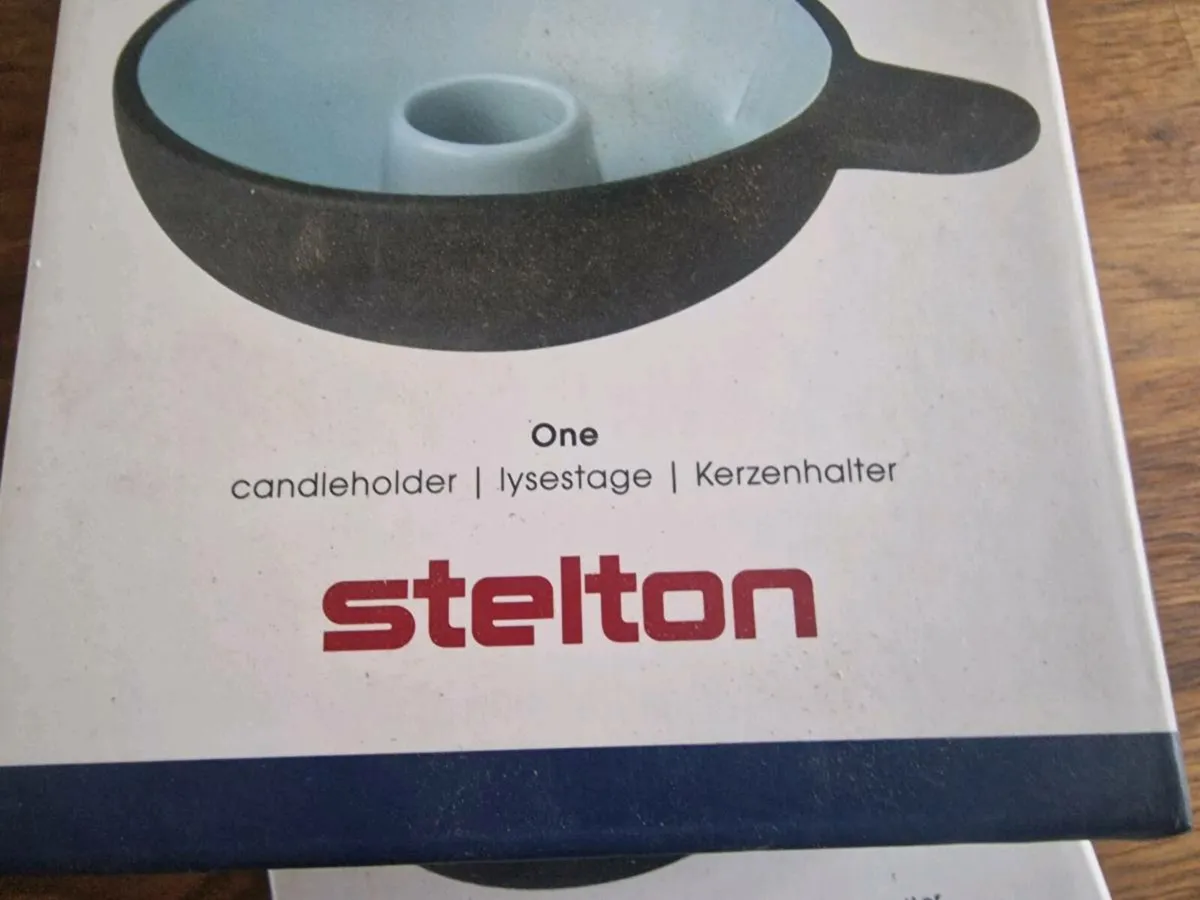 One
candleholder | lysestage | Kerzenhalter
stelton